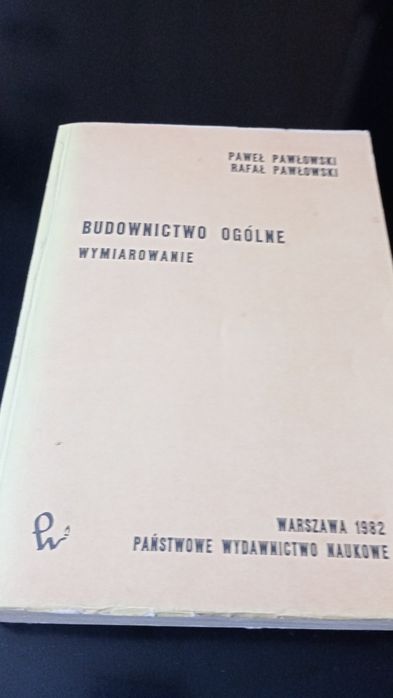 PAWEŁ PAWŁOWSKI
RAFAŁ PAWŁOWSKI
BUDOWNICTWO OGÓLNE
WYMIAROWANIE
WARSZAWA 1982
PAŃSTWOWE WYDAWNICTWO NAUKOWE